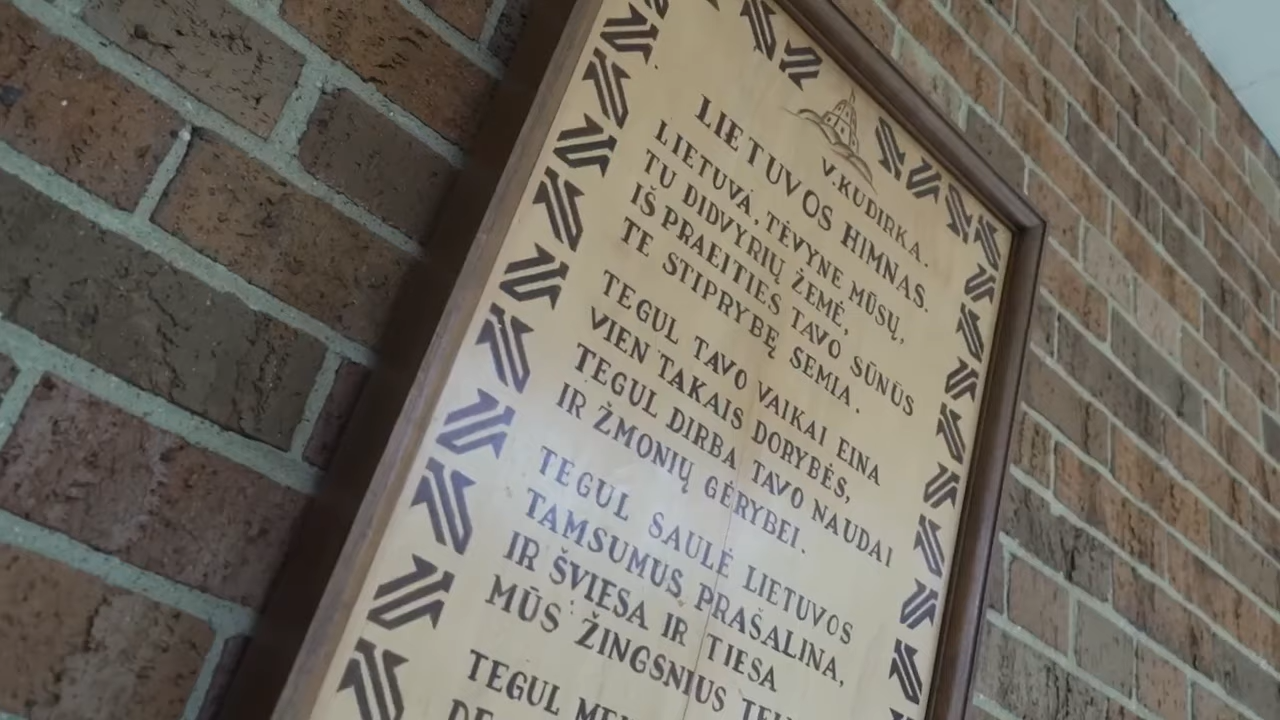 V.KUDIRKA.
LIETUVOS HIMNAS.
LIETUVA, TĖVYNE MŪSŲ,
TU DIDVYRIŲ ŽEMĖ,
IŠ PRAEITIES TAVO SŪNŪS
TE STIPRYBĘ SEMIA.
TEGUL TAVO VAIKAI EINA
VIEN TAKAIS DORYBĖS,
TEGUL DIRBA TAVO NAUDAI
IR ŽMONIŲ GĖRYBEI.
TEGUL SAULĖ LIETUVOS
TAMSUMUS PRAŠALINA,
IR ŠVIESA IR TIESA
MŪS ŽINGSNIUS
TEGUL